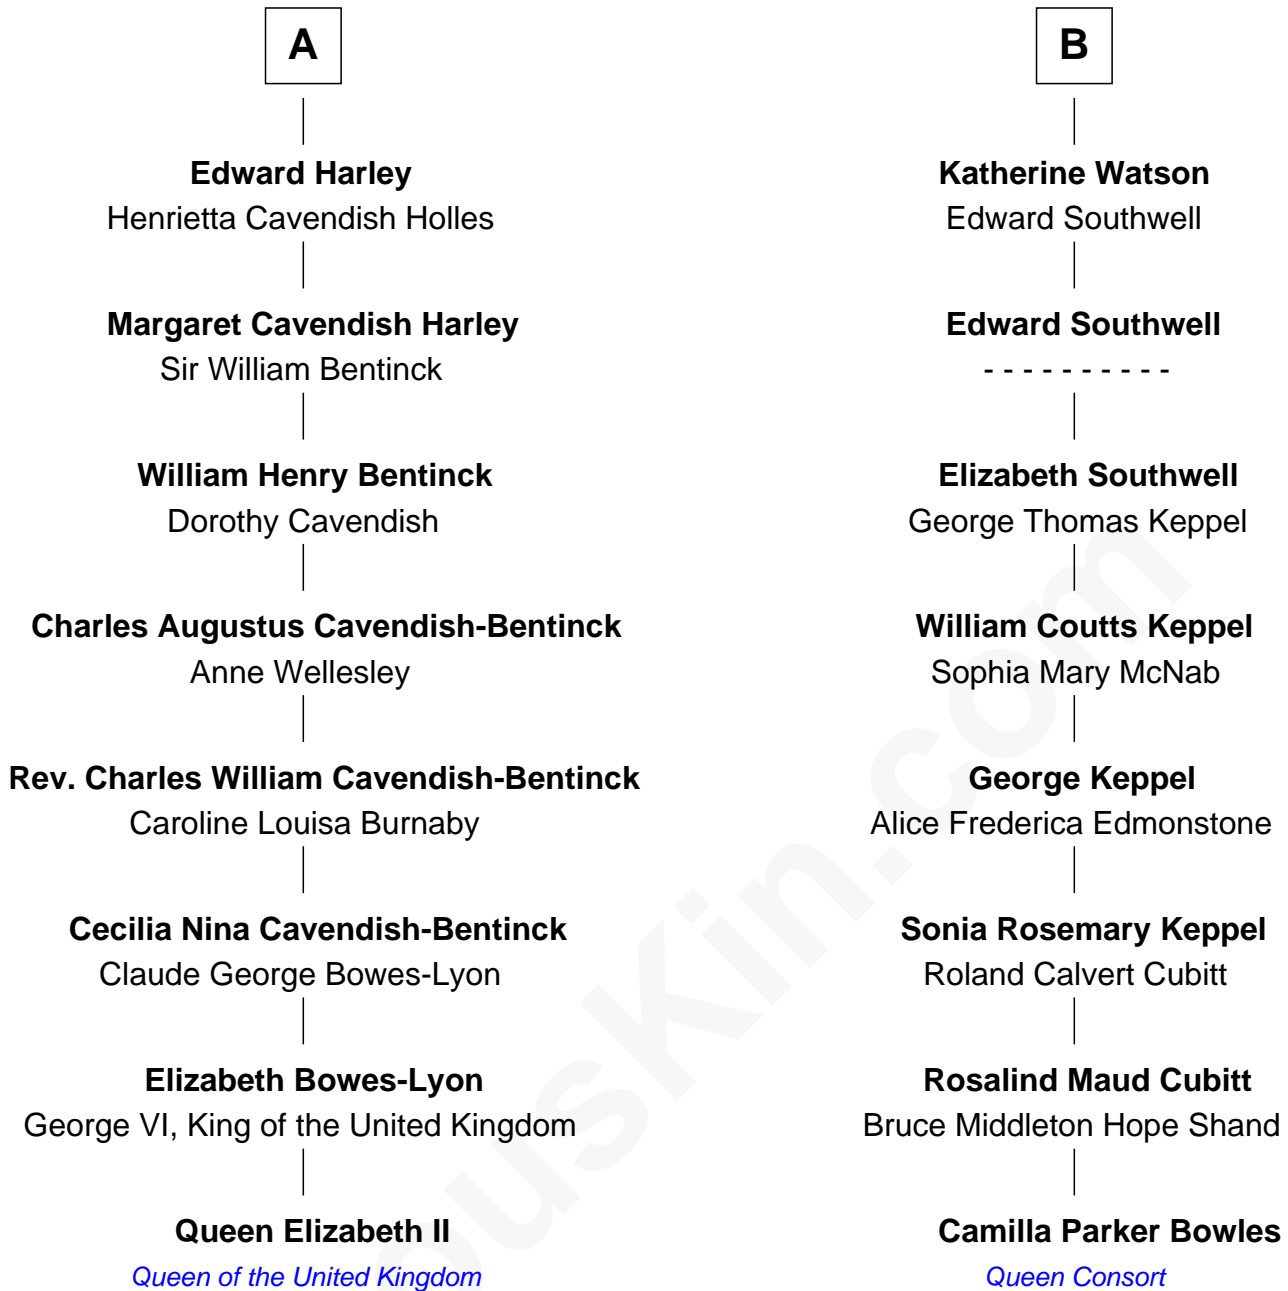 A
Edward Harley
Henrietta Cavendish Holles
Margaret Cavendish Harley
Sir William Bentinck
William Henry Bentinck
Dorothy Cavendish
Charles Augustus Cavendish-Bentinck
Anne Wellesley
Rev. Charles William Cavendish-Bentinck
Caroline Louisa Burnaby
Cecilia Nina Cavendish-Bentinck
Claude George Bowes-Lyon
Elizabeth Bowes-Lyon
George VI, King of the United Kingdom
Queen Elizabeth II
Queen of the United Kingdom
B
Katherine Watson
Edward Southwell
Edward Southwell
- - - - - - - - - -
Elizabeth Southwell
George Thomas Keppel
William Coutts Keppel
Sophia Mary McNab
George Keppel
Alice Frederica Edmonstone
Sonia Rosemary Keppel
Roland Calvert Cubitt
Rosalind Maud Cubitt
Bruce Middleton Hope Shand
Camilla Parker Bowles
Queen Consort
ousKin.com